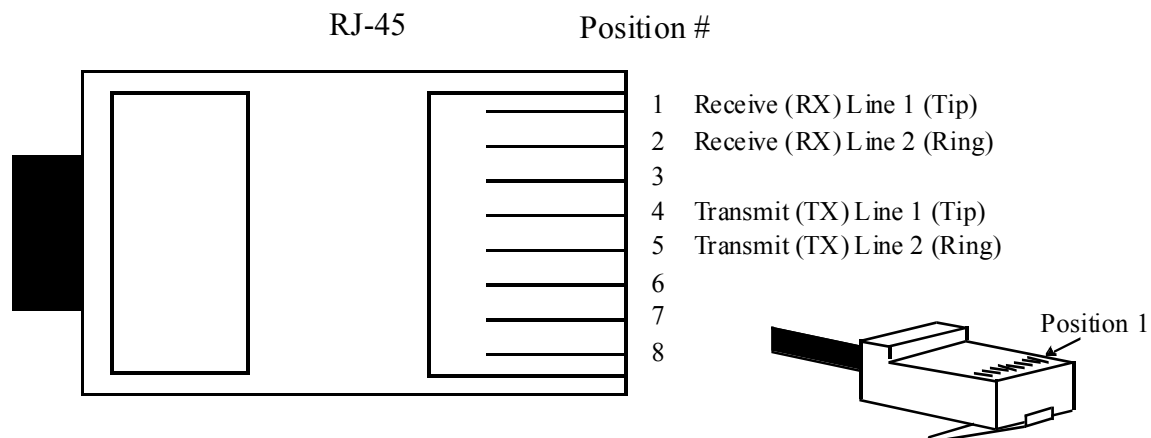 RJ-45 Position #
1 Receive (RX) Line 1 (Tip)
2 Receive (RX) Line 2 (Ring)
3
4 Transmit (TX) Line 1 (Tip)
5 Transmit (TX) Line 2 (Ring)
6
7
8
Position 1